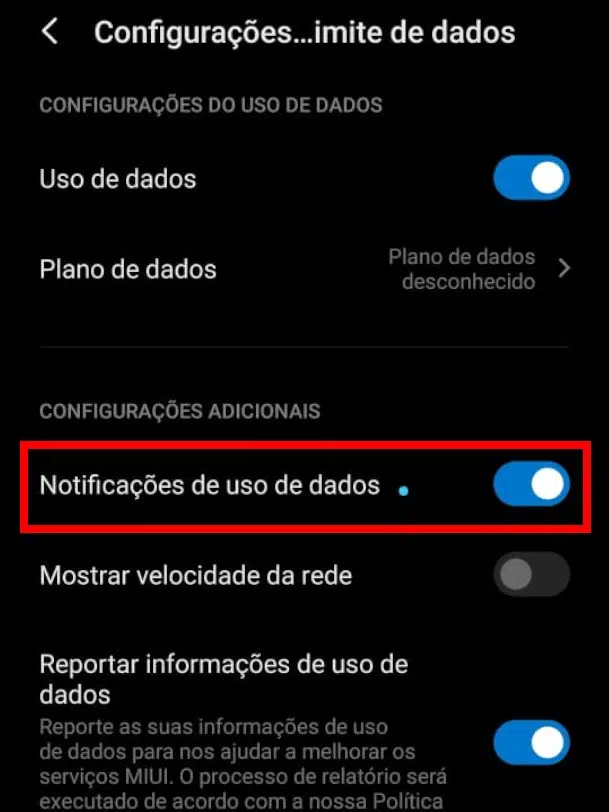 Configurações...imite de dados
CONFIGURAÇÕES DO USO DE DADOS
Uso de dados
Plano de dados
Plano de dados
desconhecido
CONFIGURAÇÕES ADICIONAIS
Notificações de uso de dados
Mostrar velocidade da rede
Reportar informações de uso de
dados
Reporte as suas informações de uso
de dados para nos ajudar a melhorar os
serviços MIUI. O processo de relatório será
executado de acordo com a nossa Política